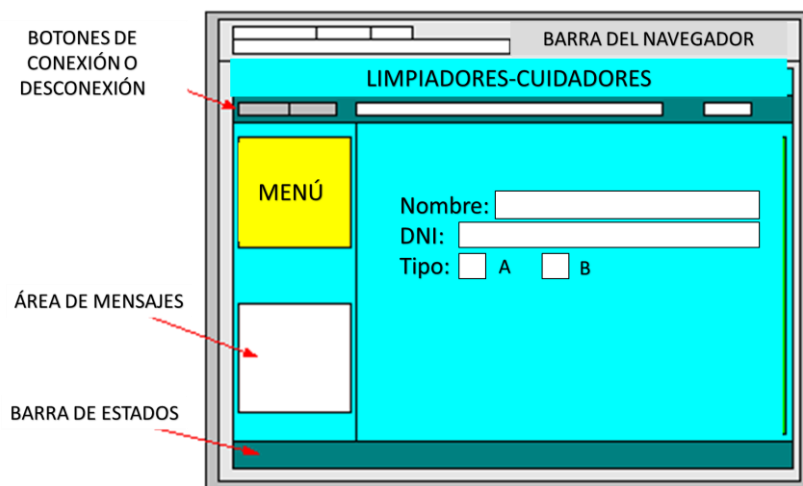 BOTONES DE
CONEXIÓN O
DESCONEXIÓN
BARRA DEL NAVEGADOR
LIMPIADORES-CUIDADORES
MENÚ
Nombre:
DNI:
Tipo: A B
ÁREA DE MENSAJES
BARRA DE ESTADOS